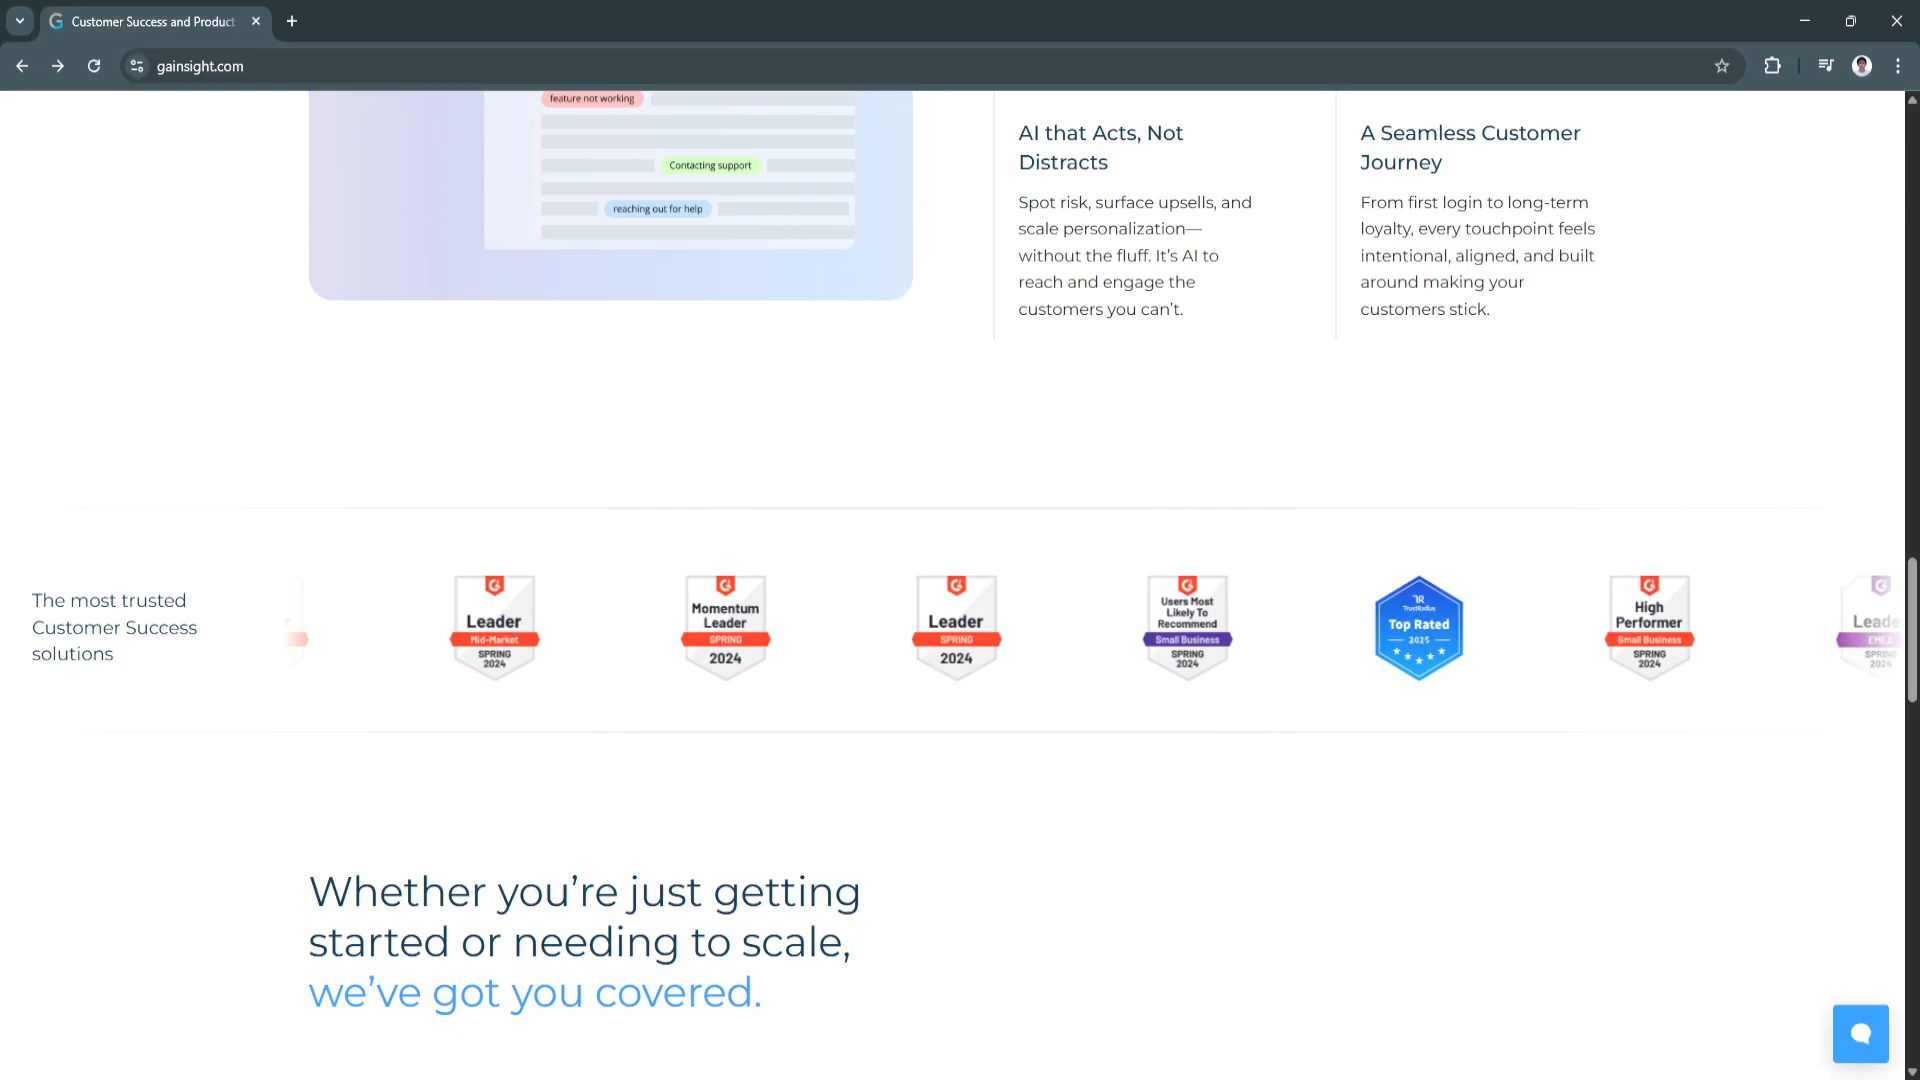 Customer Success and Product
gainsight.com
feature not working
Contacting support
reaching out for help
AI that Acts, Not
Distracts
Spot risk, surface upsells, and
scale personalization—
without the fluff. It’s AI to
reach and engage the
customers you can’t.
A Seamless Customer
Journey
From first login to long-term
loyalty, every touchpoint feels
intentional, aligned, and built
around making your
customers stick.
The most trusted
Customer Success
solutions
Leader
Mid-Market
SPRING
2024
Momentum
Leader
SPRING
2024
Leader
SPRING
2024
Users Most
Likely To
Recommend
Small Business
SPRING
2024
TrustRadius
Top Rated
2025
High
Performer
Small Business
SPRING
2024
Leade
EMEA
SPRING
2024
Whether you’re just getting
started or needing to scale,
we’ve got you covered.